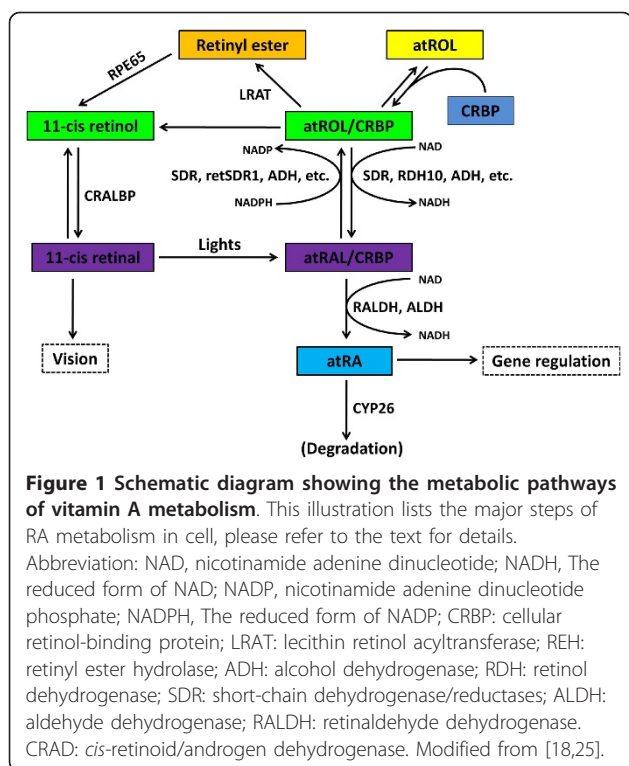 Retinyl ester
atROL
RPE65
LRAT
CRBP
11-cis retinol
atROL/CRBP
NADP
NAD
SDR, retSDR1, ADH, etc.
SDR, RDH10, ADH, etc.
NADPH
NADH
CRALBP
Lights
11-cis retinal
atRAL/CRBP
NAD
RALDH, ALDH
NADH
Vision
atRA
Gene regulation
CYP26
(Degradation)
Figure 1 Schematic diagram showing the metabolic pathways
of vitamin A metabolism. This illustration lists the major steps of
RA metabolism in cell, please refer to the text for details.
Abbreviation: NAD, nicotinamide adenine dinucleotide; NADH, The
reduced form of NAD; NADP, nicotinamide adenine dinucleotide
phosphate; NADPH, The reduced form of NADP; CRBP: cellular
retinol-binding protein; LRAT: lecithin retinol acyltransferase; REH:
retinyl ester hydrolase; ADH: alcohol dehydrogenase; RDH: retinol
dehydrogenase; SDR: short-chain dehydrogenase/reductases; ALDH:
aldehyde dehydrogenase; RALDH: retinaldehyde dehydrogenase.
CRAD: cis-retinoid/androgen dehydrogenase. Modified from [18,25].